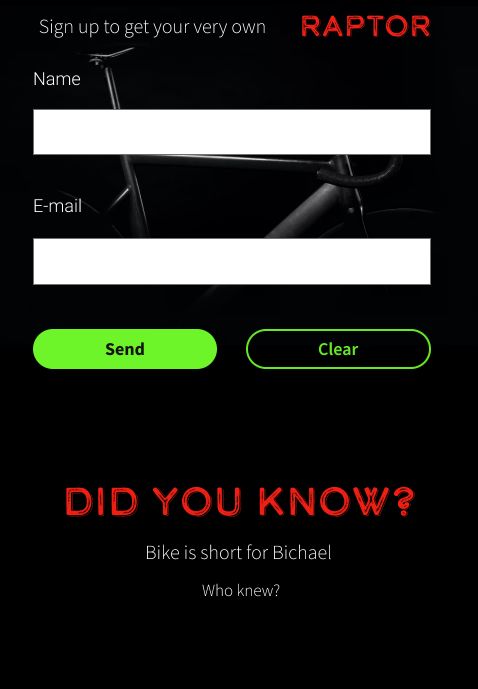 Sign up to get your very own RAPTOR
Name
E-mail
Send Clear
DID YOU KNOW?
Bike is short for Bichael
Who knew?